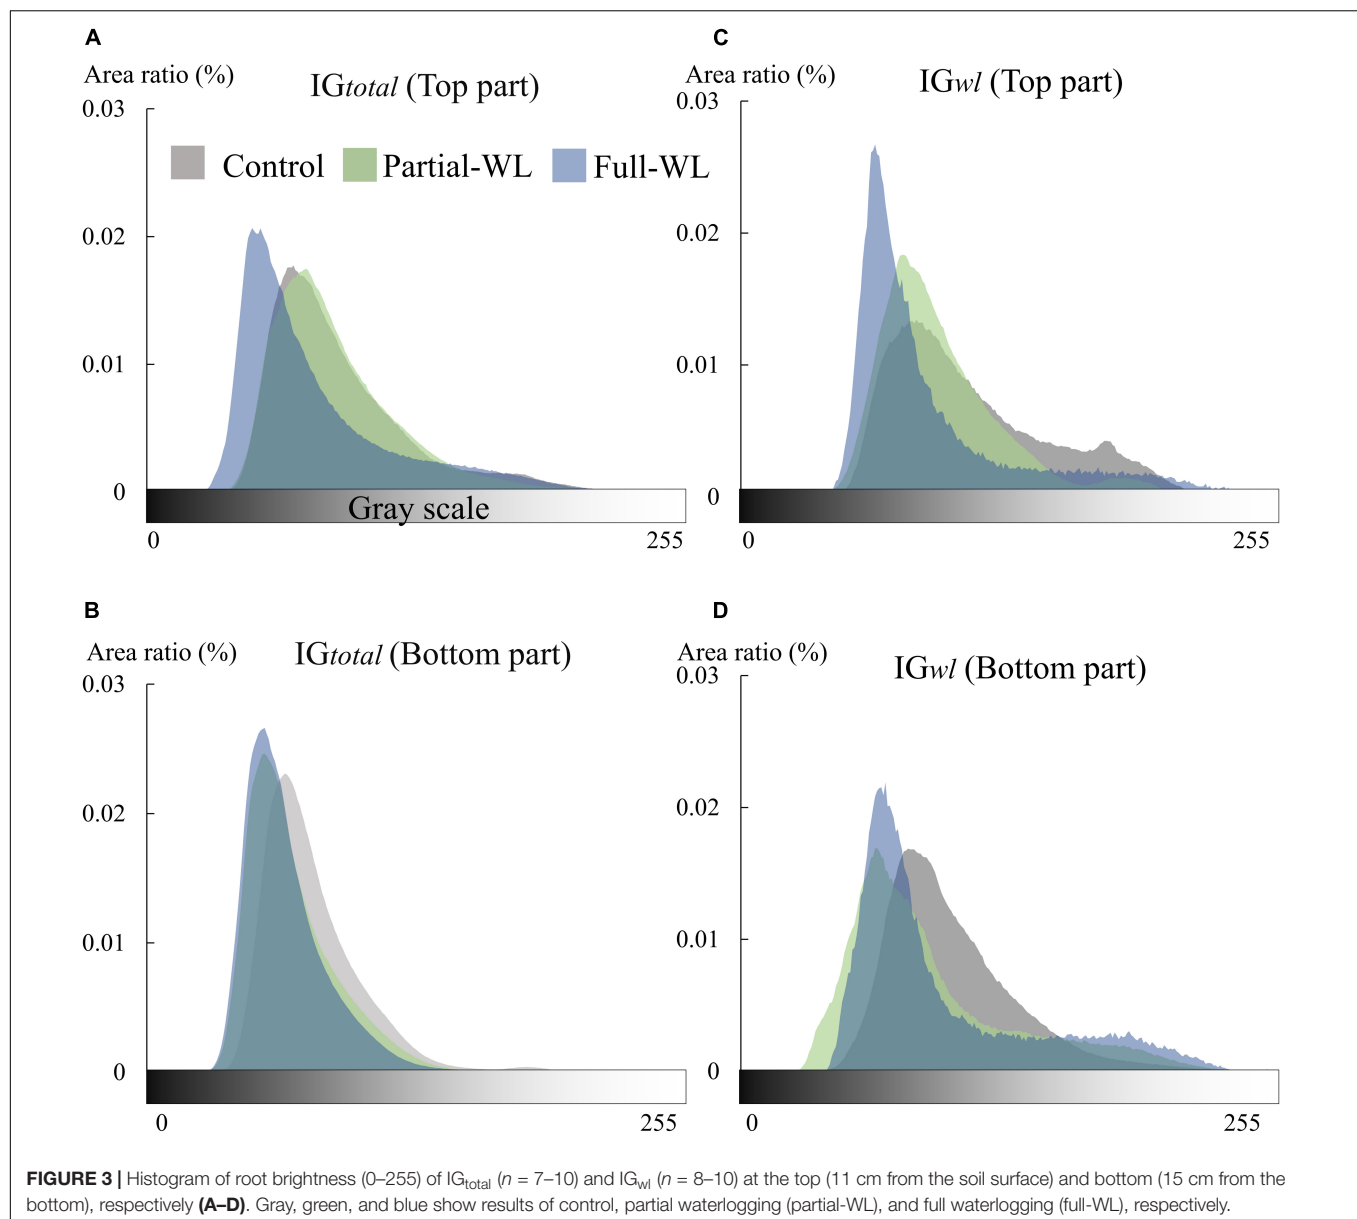 A
Area ratio (%)
IGtotal (Top part)
0.03
Control
Partial-WL
Full-WL
0.02
0.01
0
Gray scale
0
255
C
Area ratio (%)
IGwl (Top part)
0.03
0.02
0.01
0
0
255
B
Area ratio (%)
IGtotal (Bottom part)
0.03
0.02
0.01
0
0
255
D
Area ratio (%)
IGwl (Bottom part)
0.03
0.02
0.01
0
0
255
FIGURE 3 | Histogram of root brightness (0–255) of IGtotal (n = 7–10) and IGwl (n = 8–10) at the top (11 cm from the soil surface) and bottom (15 cm from the
bottom), respectively (A–D). Gray, green, and blue show results of control, partial waterlogging (partial-WL), and full waterlogging (full-WL), respectively.